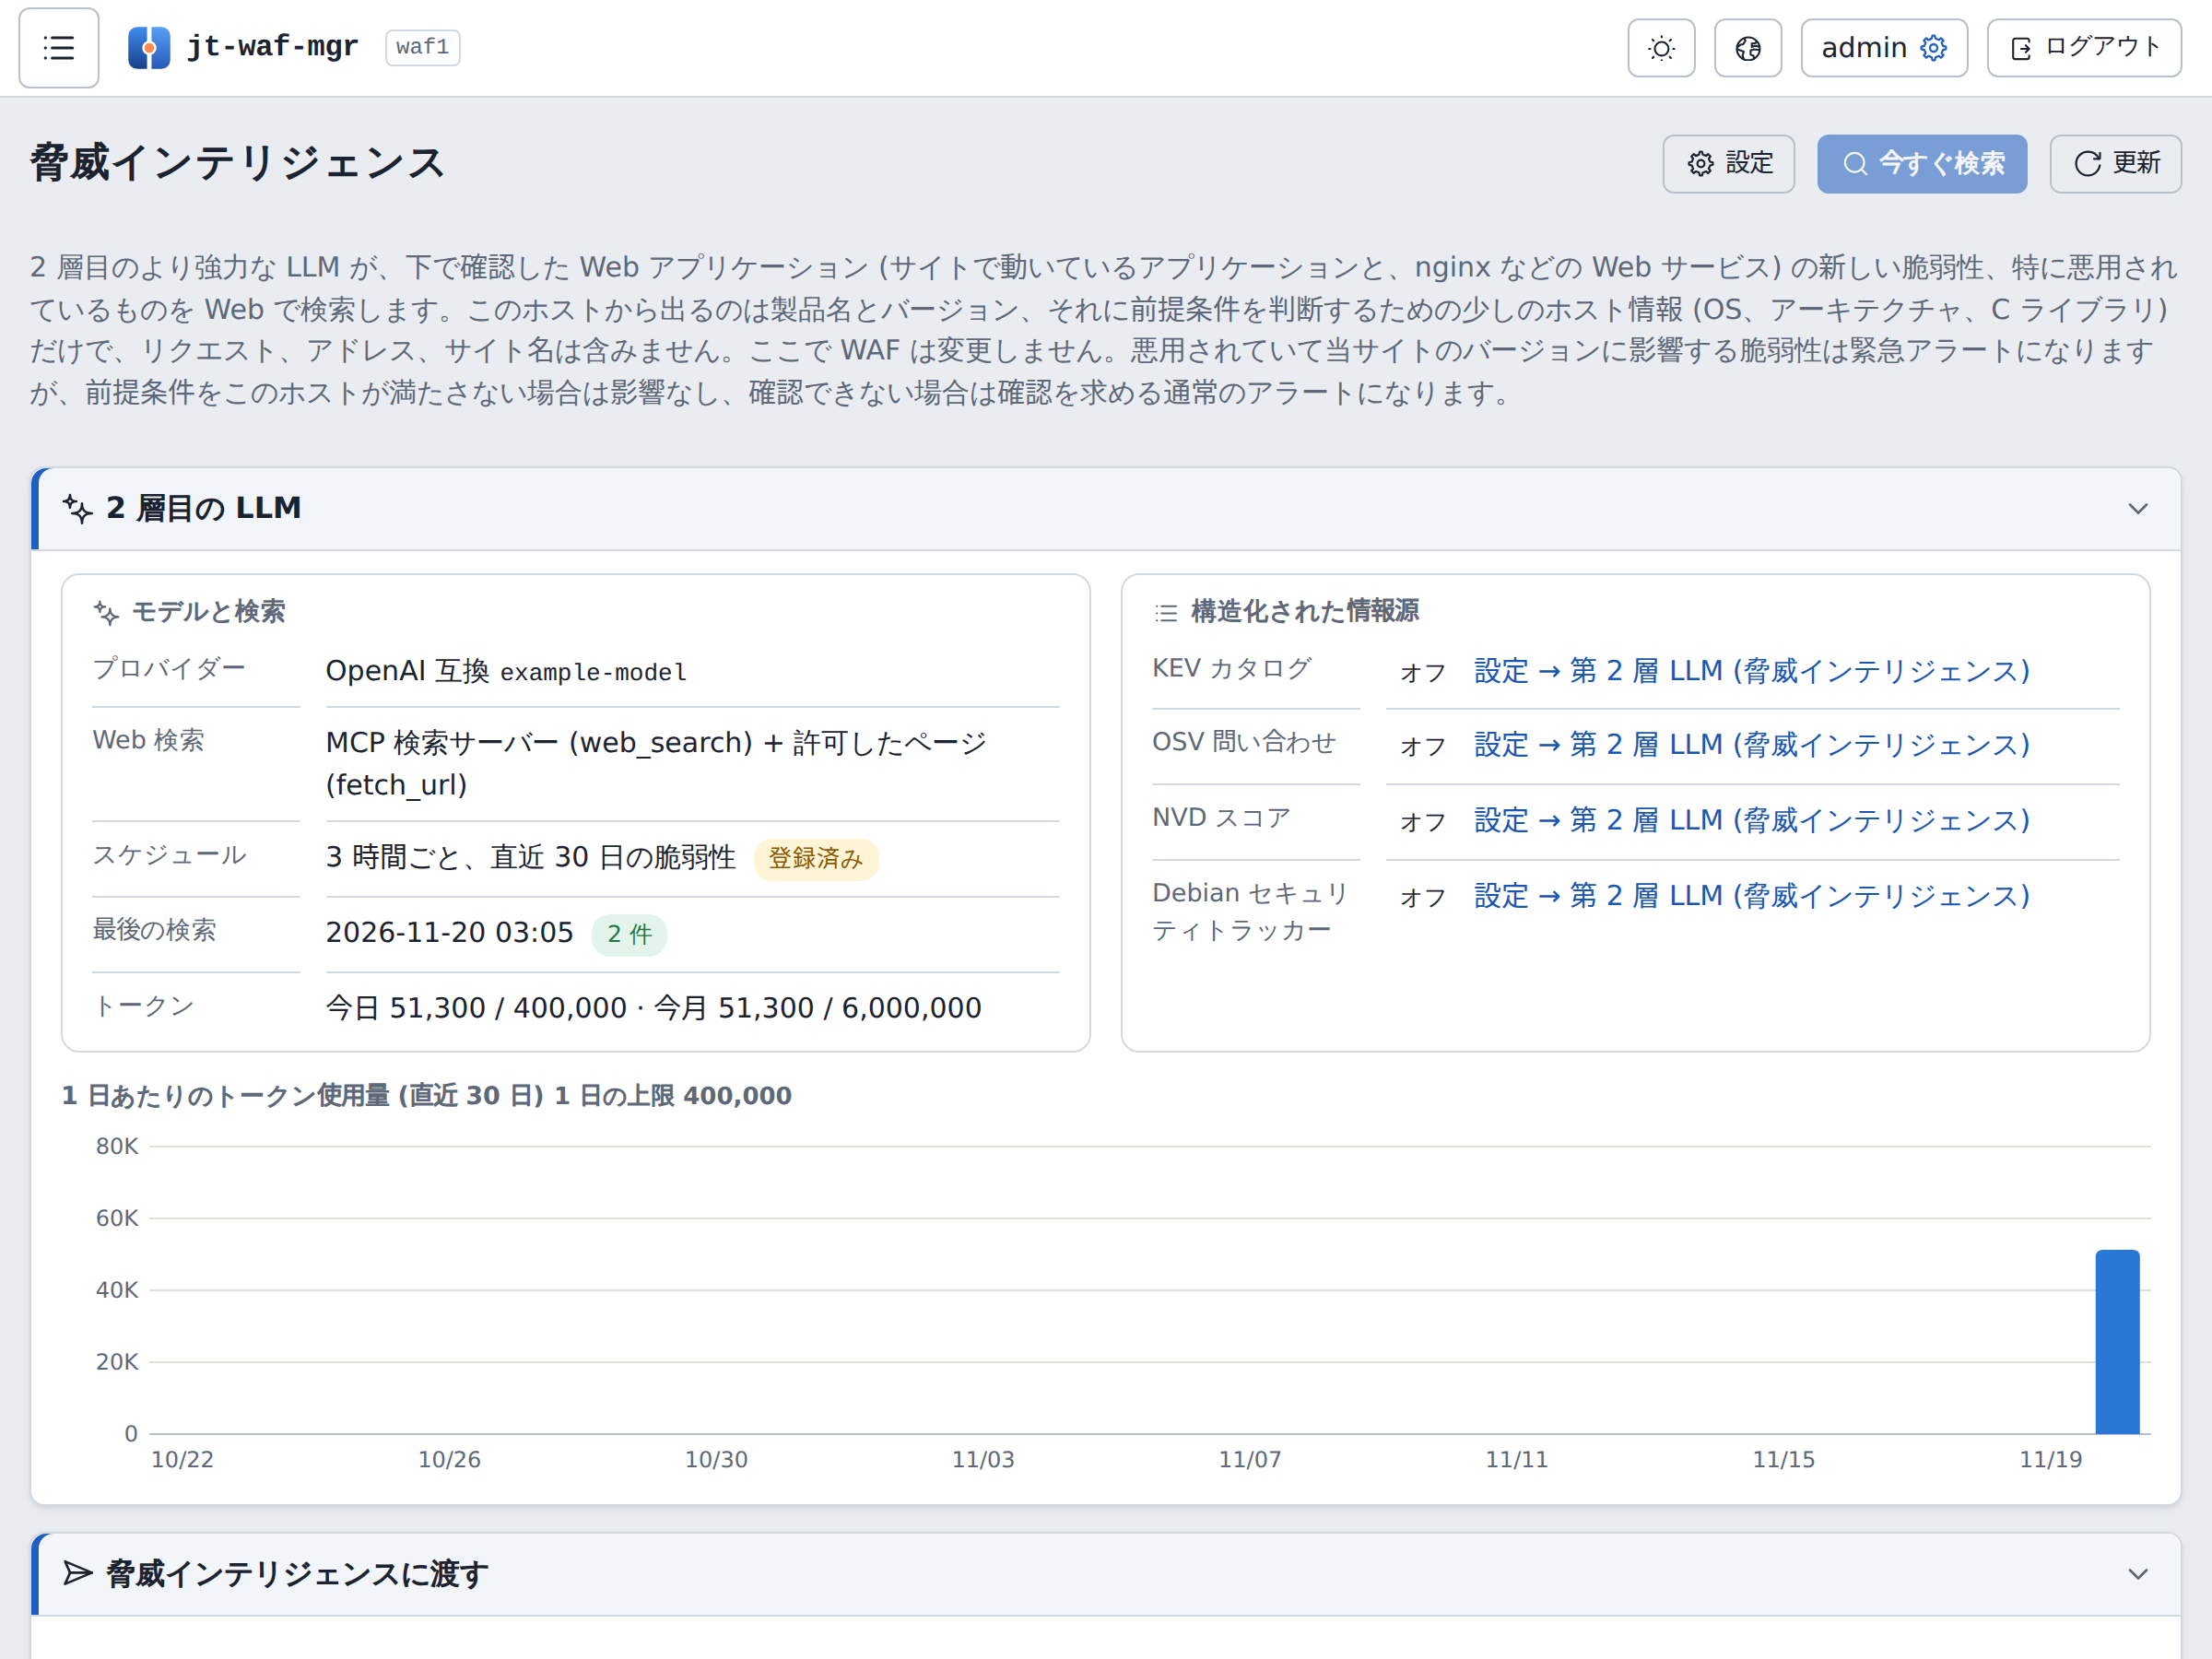 jt-waf-mgr waf1 admin ログアウト
脅威インテリジェンス 設定 今すぐ検索 更新
2 層目のより強力な LLM が、下で確認した Web アプリケーション (サイトで動いているアプリケーションと、nginx などの Web サービス) の新しい脆弱性、特に悪用され
ているものを Web で検索します。このホストから出るのは製品名とバージョン、それに前提条件を判断するための少しのホスト情報 (OS、アーキテクチャ、C ライブラリ)
だけで、リクエスト、アドレス、サイト名は含みません。ここで WAF は変更しません。悪用されていて当サイトのバージョンに影響する脆弱性は緊急アラートになります
が、前提条件をこのホストが満たさない場合は影響なし、確認できない場合は確認を求める通常のアラートになります。
2 層目の LLM
モデルと検索
プロバイダー OpenAI 互換 example-model
Web 検索 MCP 検索サーバー (web_search) + 許可したページ
(fetch_url)
スケジュール 3 時間ごと、直近 30 日の脆弱性 登録済み
最後の検索 2026-11-20 03:05 2 件
トークン 今日 51,300 / 400,000 · 今月 51,300 / 6,000,000
構造化された情報源
KEV カタログ オフ 設定 → 第 2 層 LLM (脅威インテリジェンス)
OSV 問い合わせ オフ 設定 → 第 2 層 LLM (脅威インテリジェンス)
NVD スコア オフ 設定 → 第 2 層 LLM (脅威インテリジェンス)
Debian セキュリ オフ 設定 → 第 2 層 LLM (脅威インテリジェンス)
ティトラッカー
1 日あたりのトークン使用量 (直近 30 日) 1 日の上限 400,000
80K
60K
40K
20K
0
10/22 10/26 10/30 11/03 11/07 11/11 11/15 11/19
脅威インテリジェンスに渡す